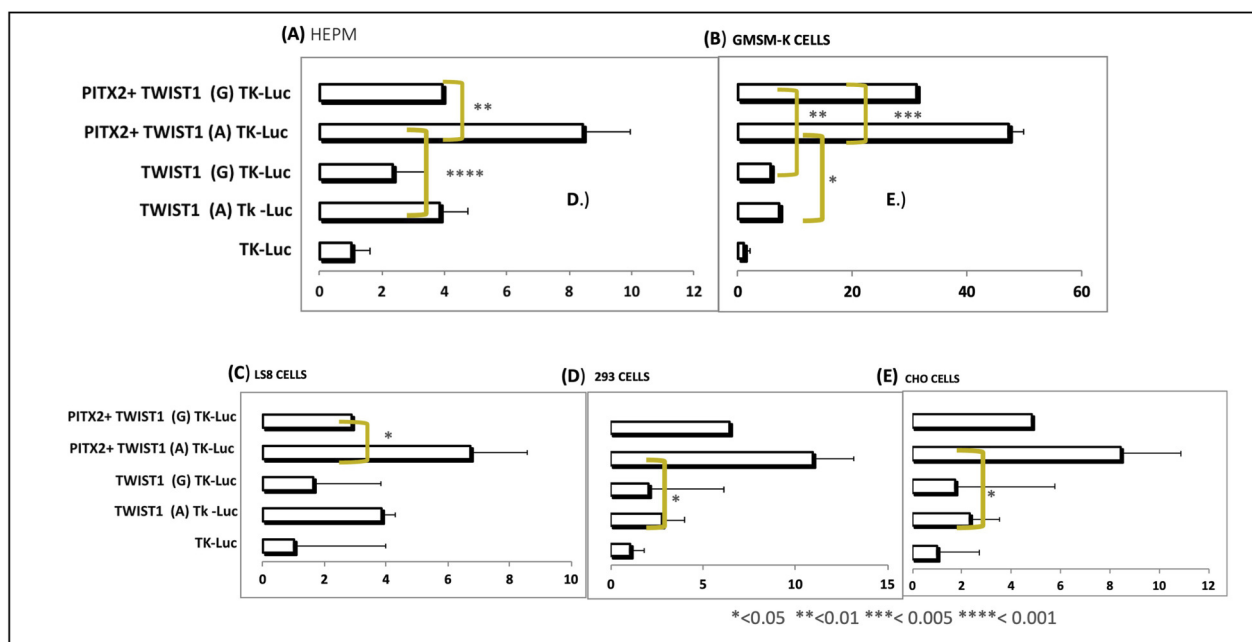 (A) HEPM
(B) GMSM-K CELLS
PITX2+ TWIST1 (G) TK-Luc
PITX2+ TWIST1 (A) TK-Luc
TWIST1 (G) TK-Luc
TWIST1 (A) Tk -Luc
TK-Luc
**
****
D.)
0 2 4 6 8 10 12
**
***
*
E.)
0 20 40 60
(C) LS8 CELLS
(D) 293 CELLS
(E) CHO CELLS
PITX2+ TWIST1 (G) TK-Luc
PITX2+ TWIST1 (A) TK-Luc
TWIST1 (G) TK-Luc
TWIST1 (A) Tk -Luc
TK-Luc
*
0 2 4 6 8 10
*
0 5 10 15
*
0 2 4 6 8 10 12
*<0.05 **<0.01 ***< 0.005 ****< 0.001